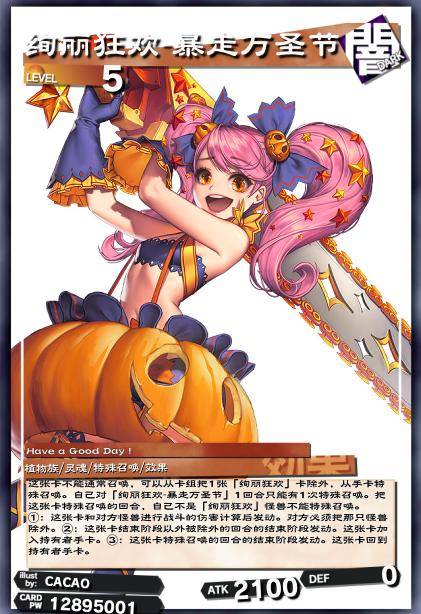 绚丽狂欢·暴走万圣节
闇
DARK
LEVEL
5
Have a Good Day！
植物族/灵魂/特殊召唤/效果
效果
这张卡不能通常召唤，可以从卡组把1张「绚丽狂欢」卡除外，从手卡特
殊召唤。自己对「绚丽狂欢-暴走万圣节」1回合只能有1次特殊召唤。把
这张卡特殊召唤的回合，自己不是「绚丽狂欢」怪兽不能特殊召唤。
①：这张卡和对方怪兽进行战斗的伤害计算后发动。对方必须把那只怪兽
除外。②：这张卡结束阶段以外被除外的回合的结束阶段发动。这张卡加
入持有者手卡。③：这张卡特殊召唤的回合的结束阶段发动。这张卡回到
持有者手卡。
illust by: CACAO
ATK 2100 DEF 0
CARD PW 12895001